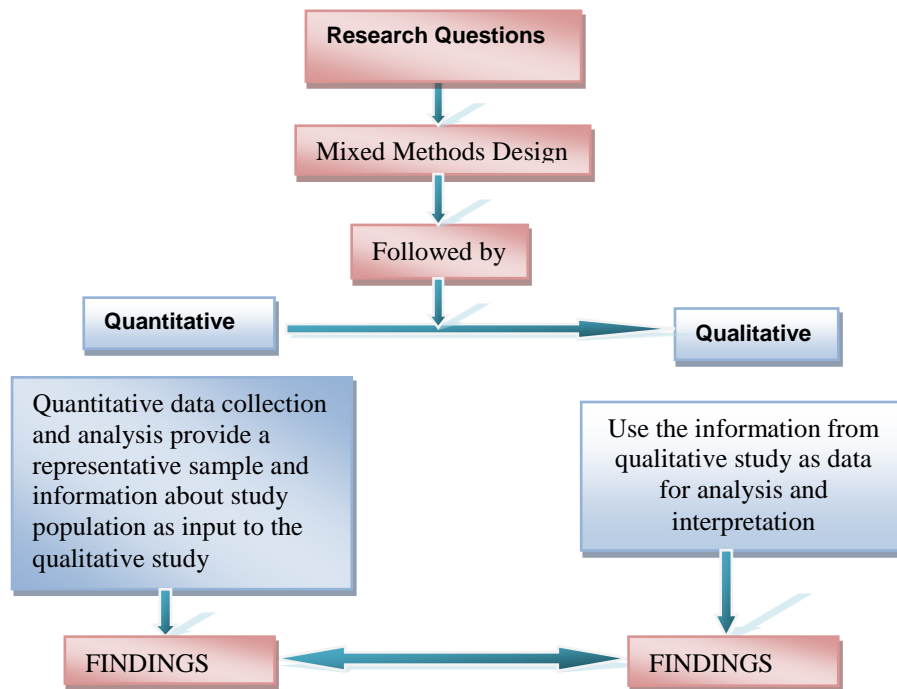 Research Questions
Mixed Methods Design
Followed by
Quantitative
Qualitative
Quantitative data collection
and analysis provide a
representative sample and
information about study
population as input to the
qualitative study
Use the information from
qualitative study as data
for analysis and
interpretation
FINDINGS
FINDINGS